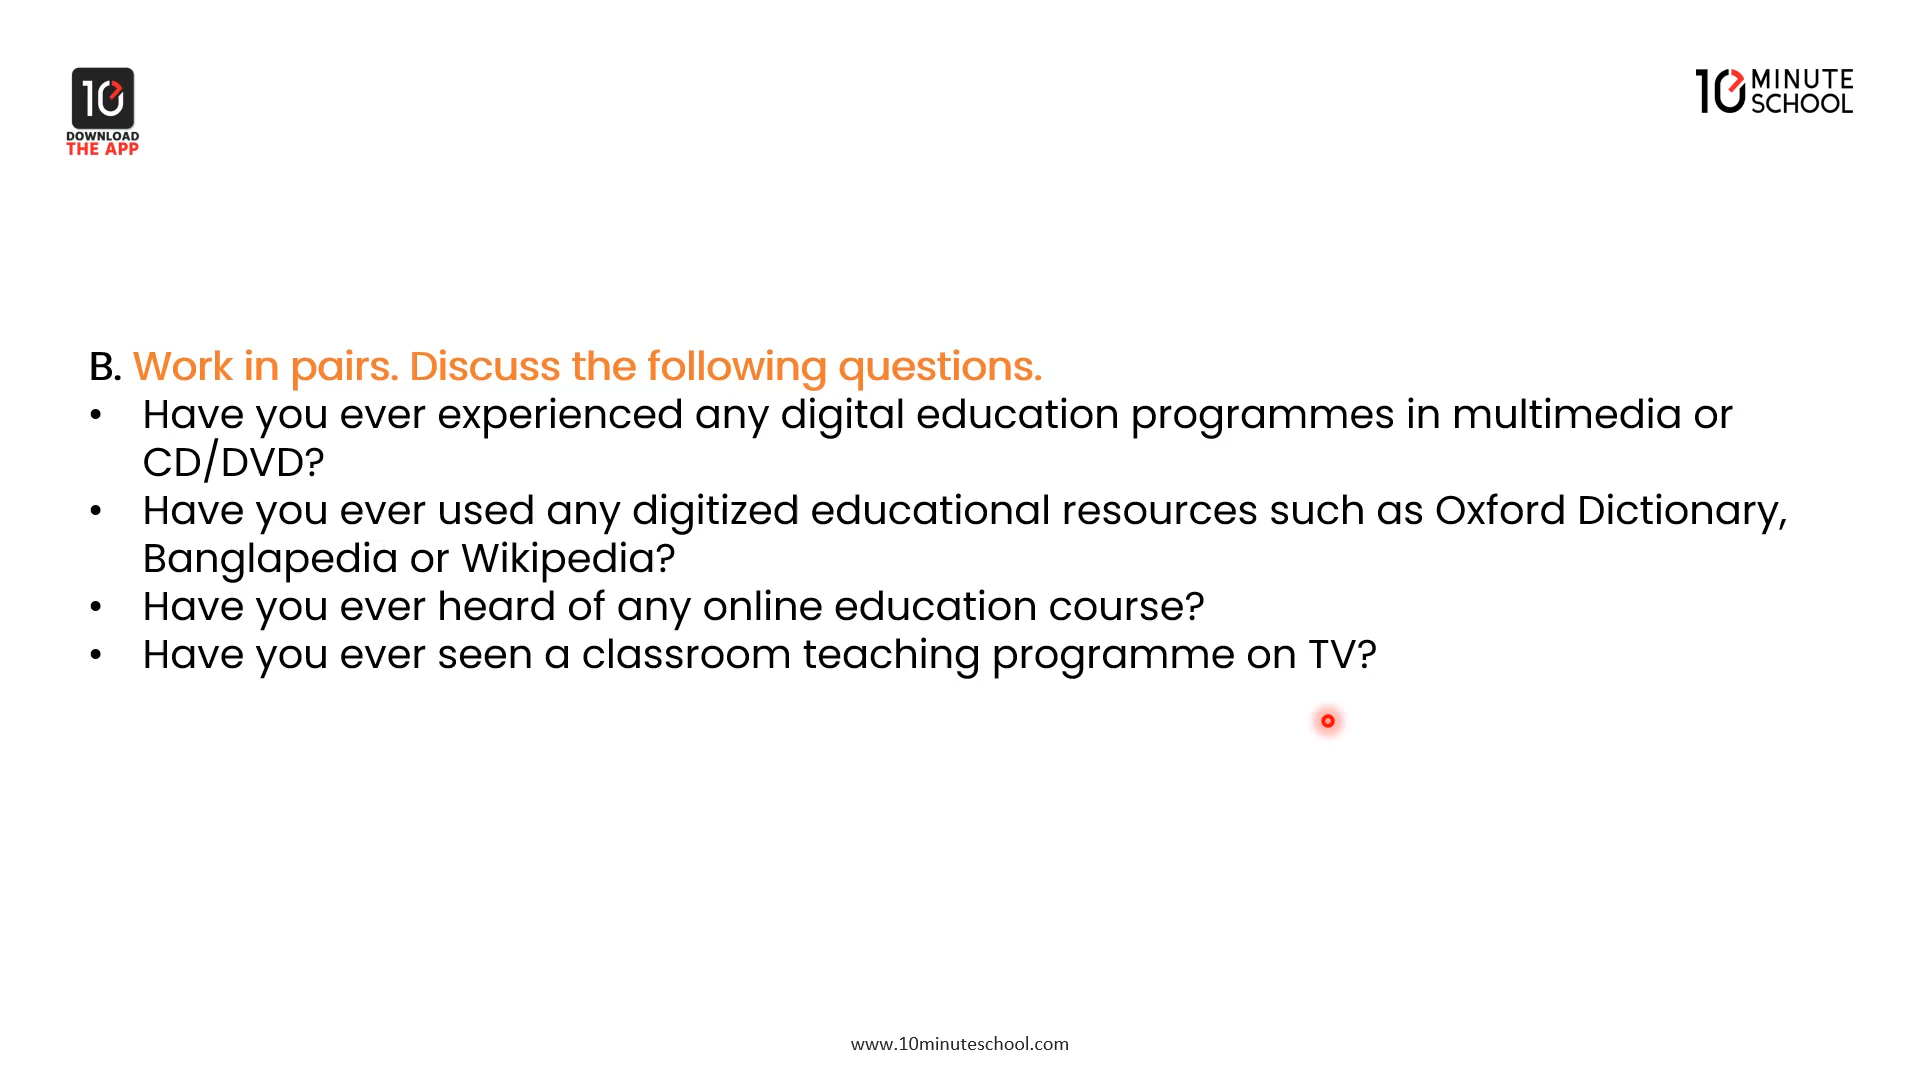 10
DOWNLOAD
THE APP
10 MINUTE
SCHOOL
B. Work in pairs. Discuss the following questions.
• Have you ever experienced any digital education programmes in multimedia or
CD/DVD?
• Have you ever used any digitized educational resources such as Oxford Dictionary,
Banglapedia or Wikipedia?
• Have you ever heard of any online education course?
• Have you ever seen a classroom teaching programme on TV?
www.10minuteschool.com